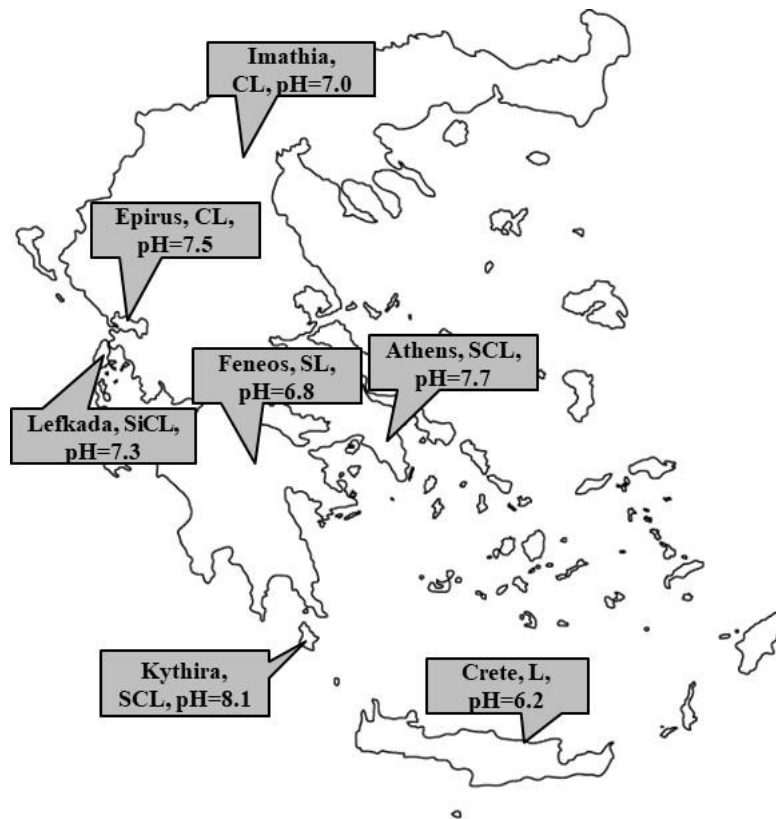 Imathia,
CL, pH=7.0
Epirus, CL,
pH=7.5
Feneos, SL,
pH=6.8
Athens, SCL,
pH=7.7
Lefkada, SiCL,
pH=7.3
Kythira,
SCL, pH=8.1
Crete, L,
pH=6.2